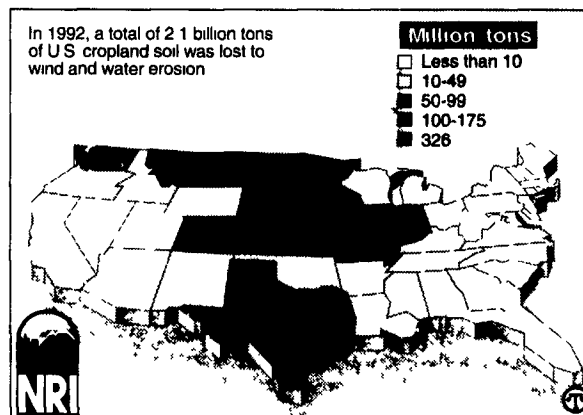 In 1992, a total of 2 1 billion tons
of U S cropland soil was lost to
wind and water erosion
Million tons
Less than 10
10-49
50-99
100-175
326
NRI